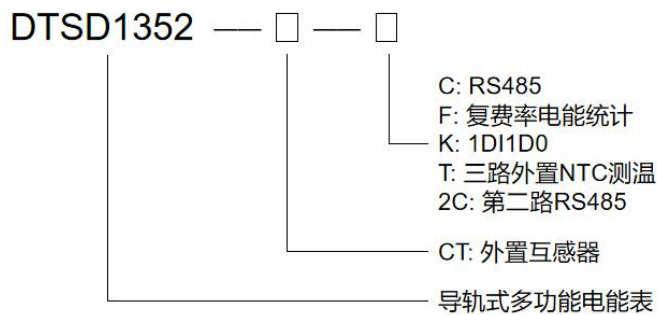 DTSD1352 —— □ —— □
C: RS485
F: 复费率电能统计
K: 1DI1D0
T: 三路外置NTC测温
2C: 第二路RS485
CT: 外置互感器
导轨式多功能电能表